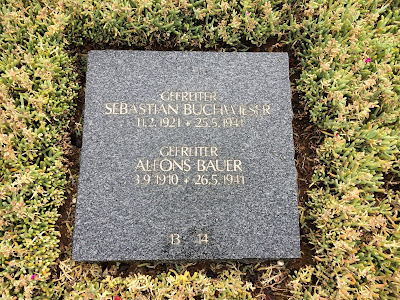 GEFREITER
SEBASTIAN BUCHWIESER
11.2.1921 + 25.5.1941
GEFREITER
ALFONS BAUER
3.9.1910 + 26.5.1941
13 14